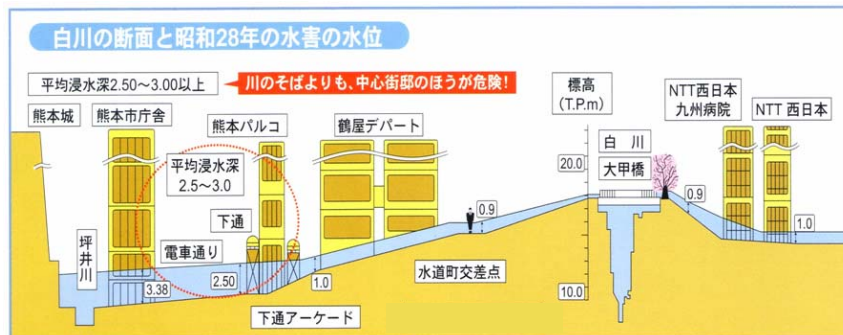 白川の断面と昭和28年の水害の水位
平均浸水深2.50〜3.00以上
川のそばよりも、中心街邸のほうが危険!
標高
(T.P.m)
NTT西日本
九州病院
NTT 西日本
熊本城
熊本市庁舎
熊本パルコ
鶴屋デパート
白川
大甲橋
平均浸水深
2.5〜3.0
20.0
0.9
0.9
下通
坪井川
電車通り
1.0
水道町交差点
2.50
1.0
3.38
10.0
下通アーケード